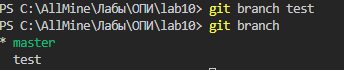 PS C:\AllMine\Лабы\ОПИ\lab10> git branch test
PS C:\AllMine\Лабы\ОПИ\lab10> git branch
* master
  test